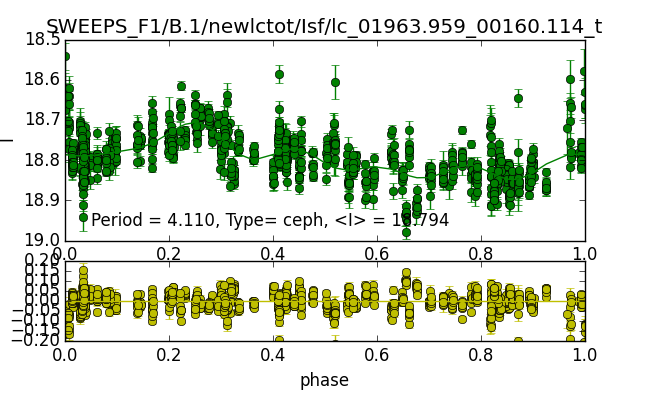 SWEEPS_F1/B.1/newlctot/Isf/lc_01963.959_00160.114_t
18.5
18.6
18.7
18.8
18.9
19.0
I
Period = 4.110, Type= ceph, <I> = 18.794
0.0 0.2 0.4 0.6 0.8 1.0
0.20
0.15
0.10
0.05
0.00
−0.05
−0.10
−0.15
−0.20
0.0 0.2 0.4 0.6 0.8 1.0
phase